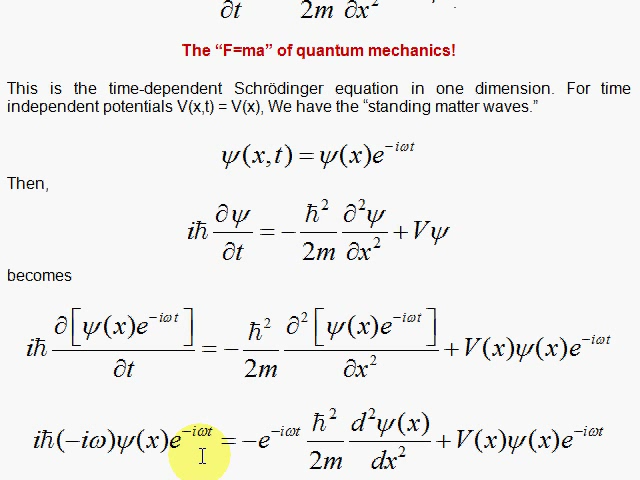 ∂t 2m ∂x²
The “F=ma” of quantum mechanics!
This is the time-dependent Schrödinger equation in one dimension. For time
independent potentials V(x,t) = V(x), We have the “standing matter waves.”
ψ(x,t) = ψ(x)e^{-iωt}
Then,
iħ ∂ψ/∂t = − ħ²/2m ∂²ψ/∂x² + Vψ
becomes
iħ ∂[ψ(x)e^{-iωt}]/∂t = − ħ²/2m ∂²[ψ(x)e^{-iωt}]/∂x² + V(x)ψ(x)e^{-iωt}
iħ(−iω)ψ(x)e^{-iωt} = −e^{-iωt} ħ²/2m d²ψ(x)/dx² + V(x)ψ(x)e^{-iωt}